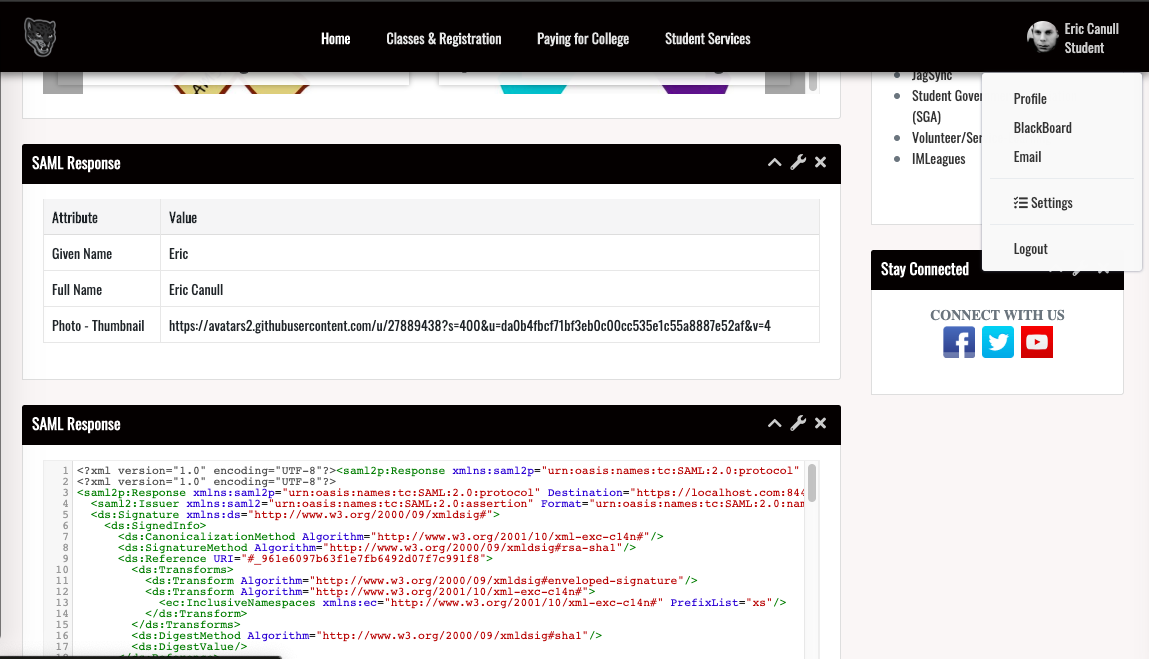 Home
Classes & Registration
Paying for College
Student Services
Eric Canull
Student
Profile
BlackBoard
Email
Settings
Logout
JagSync
Student Gover
(SGA)
Volunteer/Ser
IMLeagues
SAML Response
Attribute Value
Given Name Eric
Full Name Eric Canull
Photo - Thumbnail https://avatars2.githubusercontent.com/u/27889438?s=400&u=da0b4fbcf71bf3eb0c00cc535e1c55a8887e52af&v=4
Stay Connected
CONNECT WITH US
SAML Response
1 <?xml version="1.0" encoding="UTF-8"?><saml2p:Response xmlns:saml2p="urn:oasis:names:tc:SAML:2.0:protocol"
2 <?xml version="1.0" encoding="UTF-8"?>
3 <saml2p:Response xmlns:saml2p="urn:oasis:names:tc:SAML:2.0:protocol" Destination="https://localhost.com:844
4 <saml2:Issuer xmlns:saml2="urn:oasis:names:tc:SAML:2.0:assertion" Format="urn:oasis:names:tc:SAML:2.0:nam
5 <ds:Signature xmlns:ds="http://www.w3.org/2000/09/xmldsig#">
6 <ds:SignedInfo>
7 <ds:CanonicalizationMethod Algorithm="http://www.w3.org/2001/10/xml-exc-c14n#"/>
8 <ds:SignatureMethod Algorithm="http://www.w3.org/2000/09/xmldsig#rsa-sha1"/>
9 <ds:Reference URI="#_961e6097b63f1e7fb6492d07f7c991f8">
10 <ds:Transforms>
11 <ds:Transform Algorithm="http://www.w3.org/2000/09/xmldsig#enveloped-signature"/>
12 <ds:Transform Algorithm="http://www.w3.org/2001/10/xml-exc-c14n#">
13 <ec:InclusiveNamespaces xmlns:ec="http://www.w3.org/2001/10/xml-exc-c14n#" PrefixList="xs"/>
14 </ds:Transform>
15 </ds:Transforms>
16 <ds:DigestMethod Algorithm="http://www.w3.org/2000/09/xmldsig#sha1"/>
17 <ds:DigestValue/>